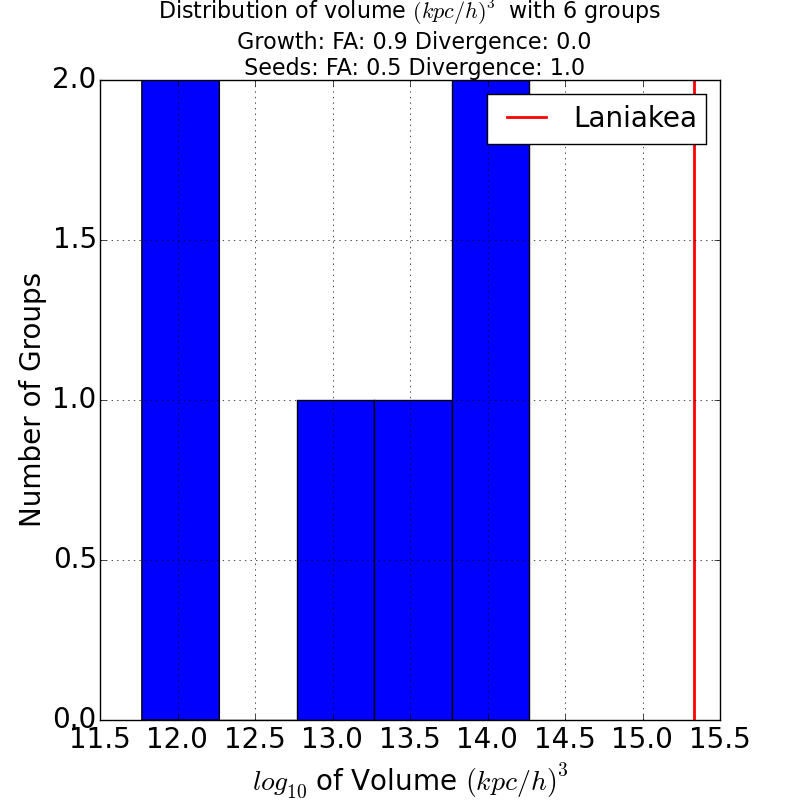 Distribution of volume (kpc/h)³ with 6 groups
Growth: FA: 0.9 Divergence: 0.0
Seeds: FA: 0.5 Divergence: 1.0
Laniakea
2.0
1.5
1.0
0.5
0.0
Number of Groups
11.5 12.0 12.5 13.0 13.5 14.0 14.5 15.0 15.5
log₁₀ of Volume (kpc/h)³